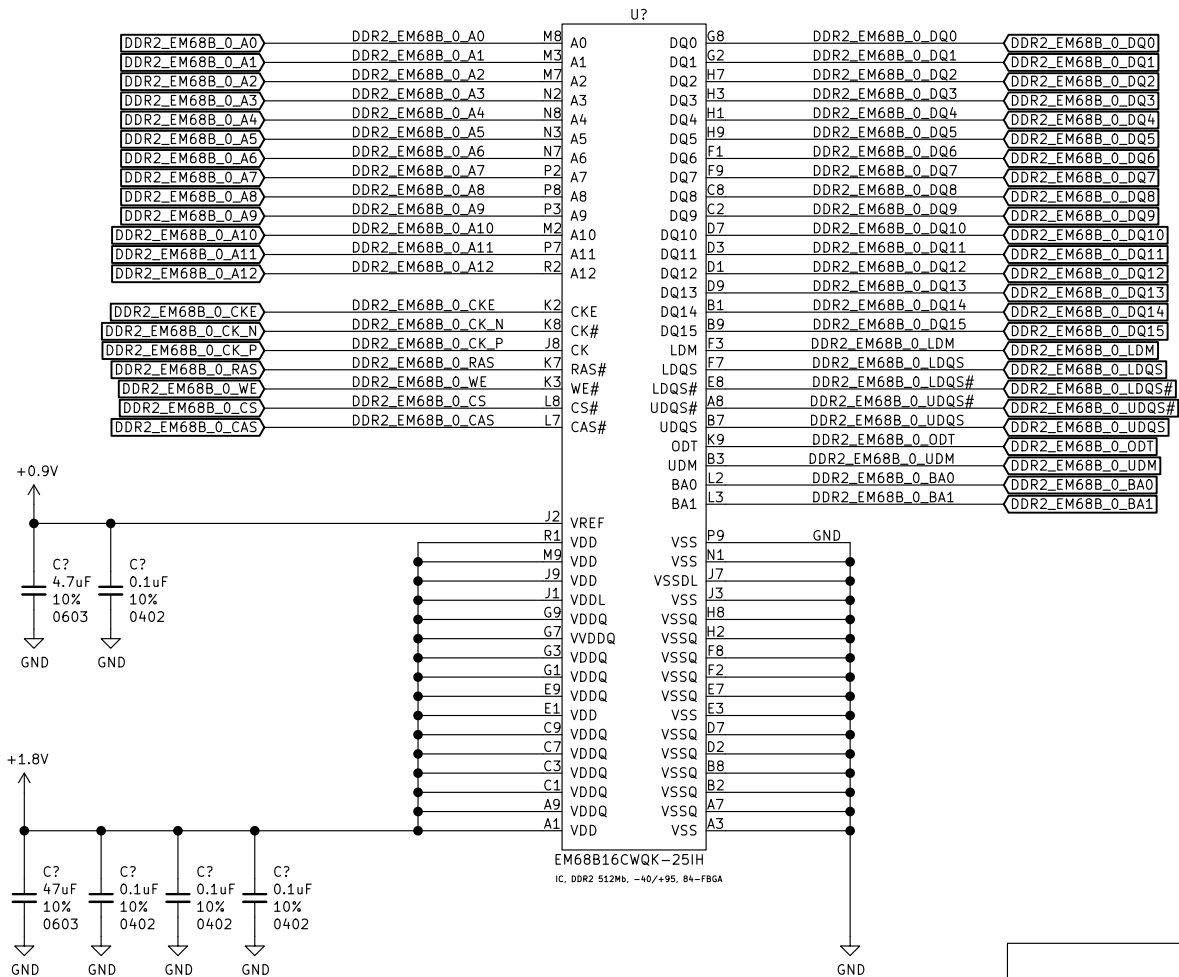 U?
DDR2_EM68B_0_A0 DDR2_EM68B_0_A0 M8 A0 DQ0 G8 DDR2_EM68B_0_DQ0 DDR2_EM68B_0_DQ0
DDR2_EM68B_0_A1 DDR2_EM68B_0_A1 M3 A1 DQ1 G2 DDR2_EM68B_0_DQ1 DDR2_EM68B_0_DQ1
DDR2_EM68B_0_A2 DDR2_EM68B_0_A2 M7 A2 DQ2 H7 DDR2_EM68B_0_DQ2 DDR2_EM68B_0_DQ2
DDR2_EM68B_0_A3 DDR2_EM68B_0_A3 N2 A3 DQ3 H3 DDR2_EM68B_0_DQ3 DDR2_EM68B_0_DQ3
DDR2_EM68B_0_A4 DDR2_EM68B_0_A4 N8 A4 DQ4 H1 DDR2_EM68B_0_DQ4 DDR2_EM68B_0_DQ4
DDR2_EM68B_0_A5 DDR2_EM68B_0_A5 N3 A5 DQ5 H9 DDR2_EM68B_0_DQ5 DDR2_EM68B_0_DQ5
DDR2_EM68B_0_A6 DDR2_EM68B_0_A6 N7 A6 DQ6 F1 DDR2_EM68B_0_DQ6 DDR2_EM68B_0_DQ6
DDR2_EM68B_0_A7 DDR2_EM68B_0_A7 P2 A7 DQ7 F9 DDR2_EM68B_0_DQ7 DDR2_EM68B_0_DQ7
DDR2_EM68B_0_A8 DDR2_EM68B_0_A8 P8 A8 DQ8 C8 DDR2_EM68B_0_DQ8 DDR2_EM68B_0_DQ8
DDR2_EM68B_0_A9 DDR2_EM68B_0_A9 P3 A9 DQ9 C2 DDR2_EM68B_0_DQ9 DDR2_EM68B_0_DQ9
DDR2_EM68B_0_A10 DDR2_EM68B_0_A10 M2 A10 DQ10 D7 DDR2_EM68B_0_DQ10 DDR2_EM68B_0_DQ10
DDR2_EM68B_0_A11 DDR2_EM68B_0_A11 P7 A11 DQ11 D3 DDR2_EM68B_0_DQ11 DDR2_EM68B_0_DQ11
DDR2_EM68B_0_A12 DDR2_EM68B_0_A12 R2 A12 DQ12 D1 DDR2_EM68B_0_DQ12 DDR2_EM68B_0_DQ12
DQ13 D9 DDR2_EM68B_0_DQ13 DDR2_EM68B_0_DQ13
DDR2_EM68B_0_CKE DDR2_EM68B_0_CKE K2 CKE DQ14 B1 DDR2_EM68B_0_DQ14 DDR2_EM68B_0_DQ14
DDR2_EM68B_0_CK_N DDR2_EM68B_0_CK_N K8 CK# DQ15 B9 DDR2_EM68B_0_DQ15 DDR2_EM68B_0_DQ15
DDR2_EM68B_0_CK_P DDR2_EM68B_0_CK_P J8 CK LDM F3 DDR2_EM68B_0_LDM DDR2_EM68B_0_LDM
DDR2_EM68B_0_RAS DDR2_EM68B_0_RAS K7 RAS# LDQS F7 DDR2_EM68B_0_LDQS DDR2_EM68B_0_LDQS
DDR2_EM68B_0_WE DDR2_EM68B_0_WE K3 WE# LDQS# E8 DDR2_EM68B_0_LDQS# DDR2_EM68B_0_LDQS#
DDR2_EM68B_0_CS DDR2_EM68B_0_CS L8 CS# UDQS# A8 DDR2_EM68B_0_UDQS# DDR2_EM68B_0_UDQS#
DDR2_EM68B_0_CAS DDR2_EM68B_0_CAS L7 CAS# UDQS B7 DDR2_EM68B_0_UDQS DDR2_EM68B_0_UDQS
ODT K9 DDR2_EM68B_0_ODT DDR2_EM68B_0_ODT
UDM B3 DDR2_EM68B_0_UDM DDR2_EM68B_0_UDM
BA0 L2 DDR2_EM68B_0_BA0 DDR2_EM68B_0_BA0
BA1 L3 DDR2_EM68B_0_BA1 DDR2_EM68B_0_BA1
+0.9V
J2 VREF
R1 VDD VSS P9 GND
M9 VDD VSS N1
J9 VDD VSSDL J7
J1 VDDL VSS J3
G9 VDDQ VSSQ H8
G7 VVDDQ VSSQ H2
G3 VDDQ VSSQ F8
G1 VDDQ VSSQ F2
E9 VDDQ VSSQ E7
E1 VDD VSS E3
C9 VDDQ VSSQ D7
C7 VDDQ VSSQ D2
C3 VDDQ VSSQ B8
C1 VDDQ VSSQ B2
A9 VDDQ VSSQ A7
A1 VDD VSS A3
C? C?
4.7uF 0.1uF
10% 10%
0603 0402
GND GND
+1.8V
EM68B16CWQK-25IH
IC, DDR2 512Mb, -40/+95, 84-FBGA
C? C? C? C?
47uF 0.1uF 0.1uF 0.1uF
10% 10% 10% 10%
0603 0402 0402 0402
GND GND GND GND GND